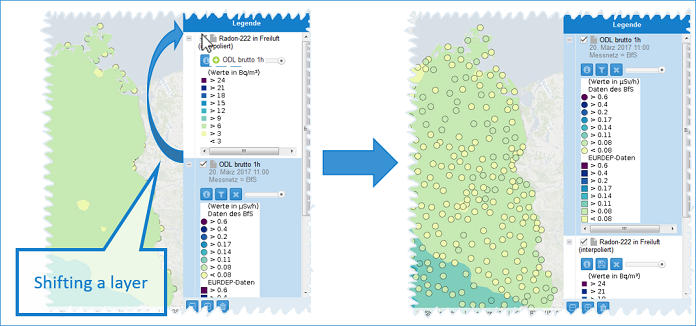 Legende
Radon-222 in Freiluft
(interpoliert)
ODL brutto 1h
(Werte in Bq/m³)
> 24
> 21
> 18
> 15
> 12
> 9
> 6
> 3
< 3
ODL brutto 1h
20. März 2017 11:00
Messnetz = BfS
(Werte in µSv/h)
Daten des BfS
> 0.6
> 0.4
> 0.2
> 0.17
> 0.14
> 0.11
> 0.08
< 0.08
EURDEP-Daten
> 0.6
> 0.4
Shifting a layer
Legende
ODL brutto 1h
20. März 2017 11:00
Messnetz = BfS
(Werte in µSv/h)
Daten des BfS
> 0.6
> 0.4
> 0.2
> 0.17
> 0.14
> 0.11
> 0.08
< 0.08
EURDEP-Daten
> 0.6
> 0.4
> 0.2
> 0.17
> 0.14
> 0.11
> 0.08
< 0.08
Radon-222 in Freiluft
(interpoliert)
(Werte in Bq/m³)
> 24
> 21
> 18